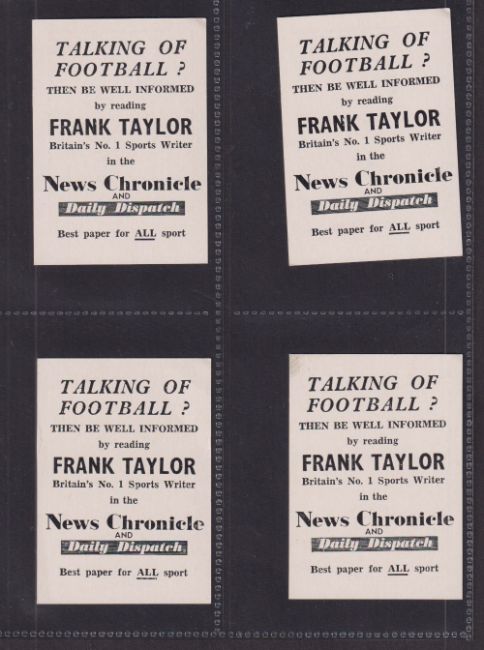 TALKING OF
FOOTBALL ?
THEN BE WELL INFORMED
by reading
FRANK TAYLOR
Britain's No. 1 Sports Writer
in the
News Chronicle
AND
Daily Dispatch
Best paper for ALL sport
TALKING OF
FOOTBALL ?
THEN BE WELL INFORMED
by reading
FRANK TAYLOR
Britain's No. 1 Sports Writer
in the
News Chronicle
AND
Daily Dispatch
Best paper for ALL sport
TALKING OF
FOOTBALL ?
THEN BE WELL INFORMED
by reading
FRANK TAYLOR
Britain's No. 1 Sports Writer
in the
News Chronicle
AND
Daily Dispatch
Best paper for ALL sport
TALKING OF
FOOTBALL ?
THEN BE WELL INFORMED
by reading
FRANK TAYLOR
Britain's No. 1 Sports Writer
in the
News Chronicle
AND
Daily Dispatch
Best paper for ALL sport